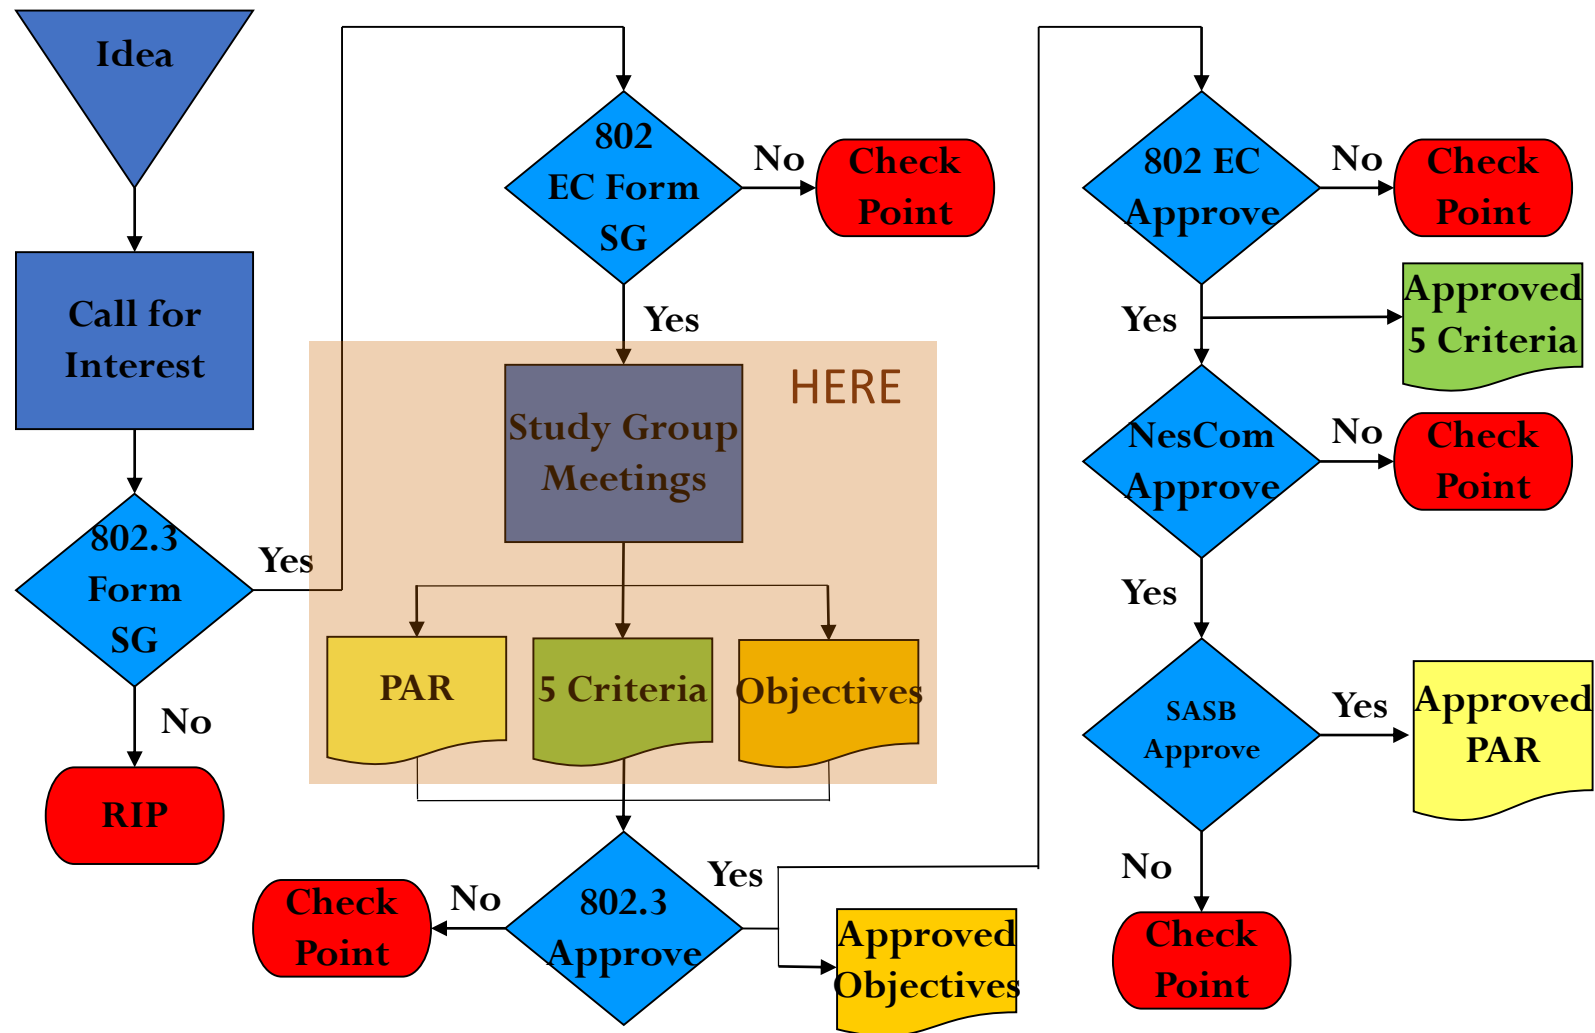 Idea
Call for
Interest
802.3
Form
SG
Yes
No
RIP
802
EC Form
SG
No
Check
Point
Yes
HERE
Study Group
Meetings
PAR
5 Criteria
Objectives
802.3
Approve
No
Check
Point
Yes
Approved
Objectives
802 EC
Approve
No
Check
Point
Yes
Approved
5 Criteria
NesCom
Approve
No
Check
Point
Yes
SASB
Approve
Yes
Approved
PAR
No
Check
Point